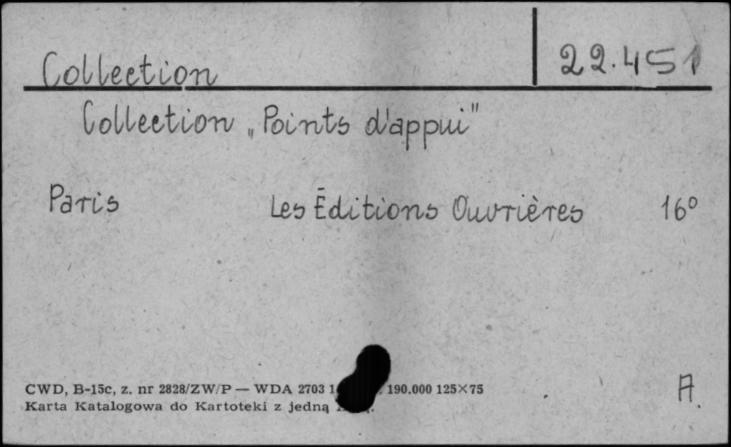 Collection 22.451
Collection „Points d'appui"
Paris Les Éditions Ouvrières 16°
CWD, B-15c, z. nr 2828/ZW/P — WDA 2703 190.000 125×75
Karta Katalogowa do Kartoteki z jedną
A.